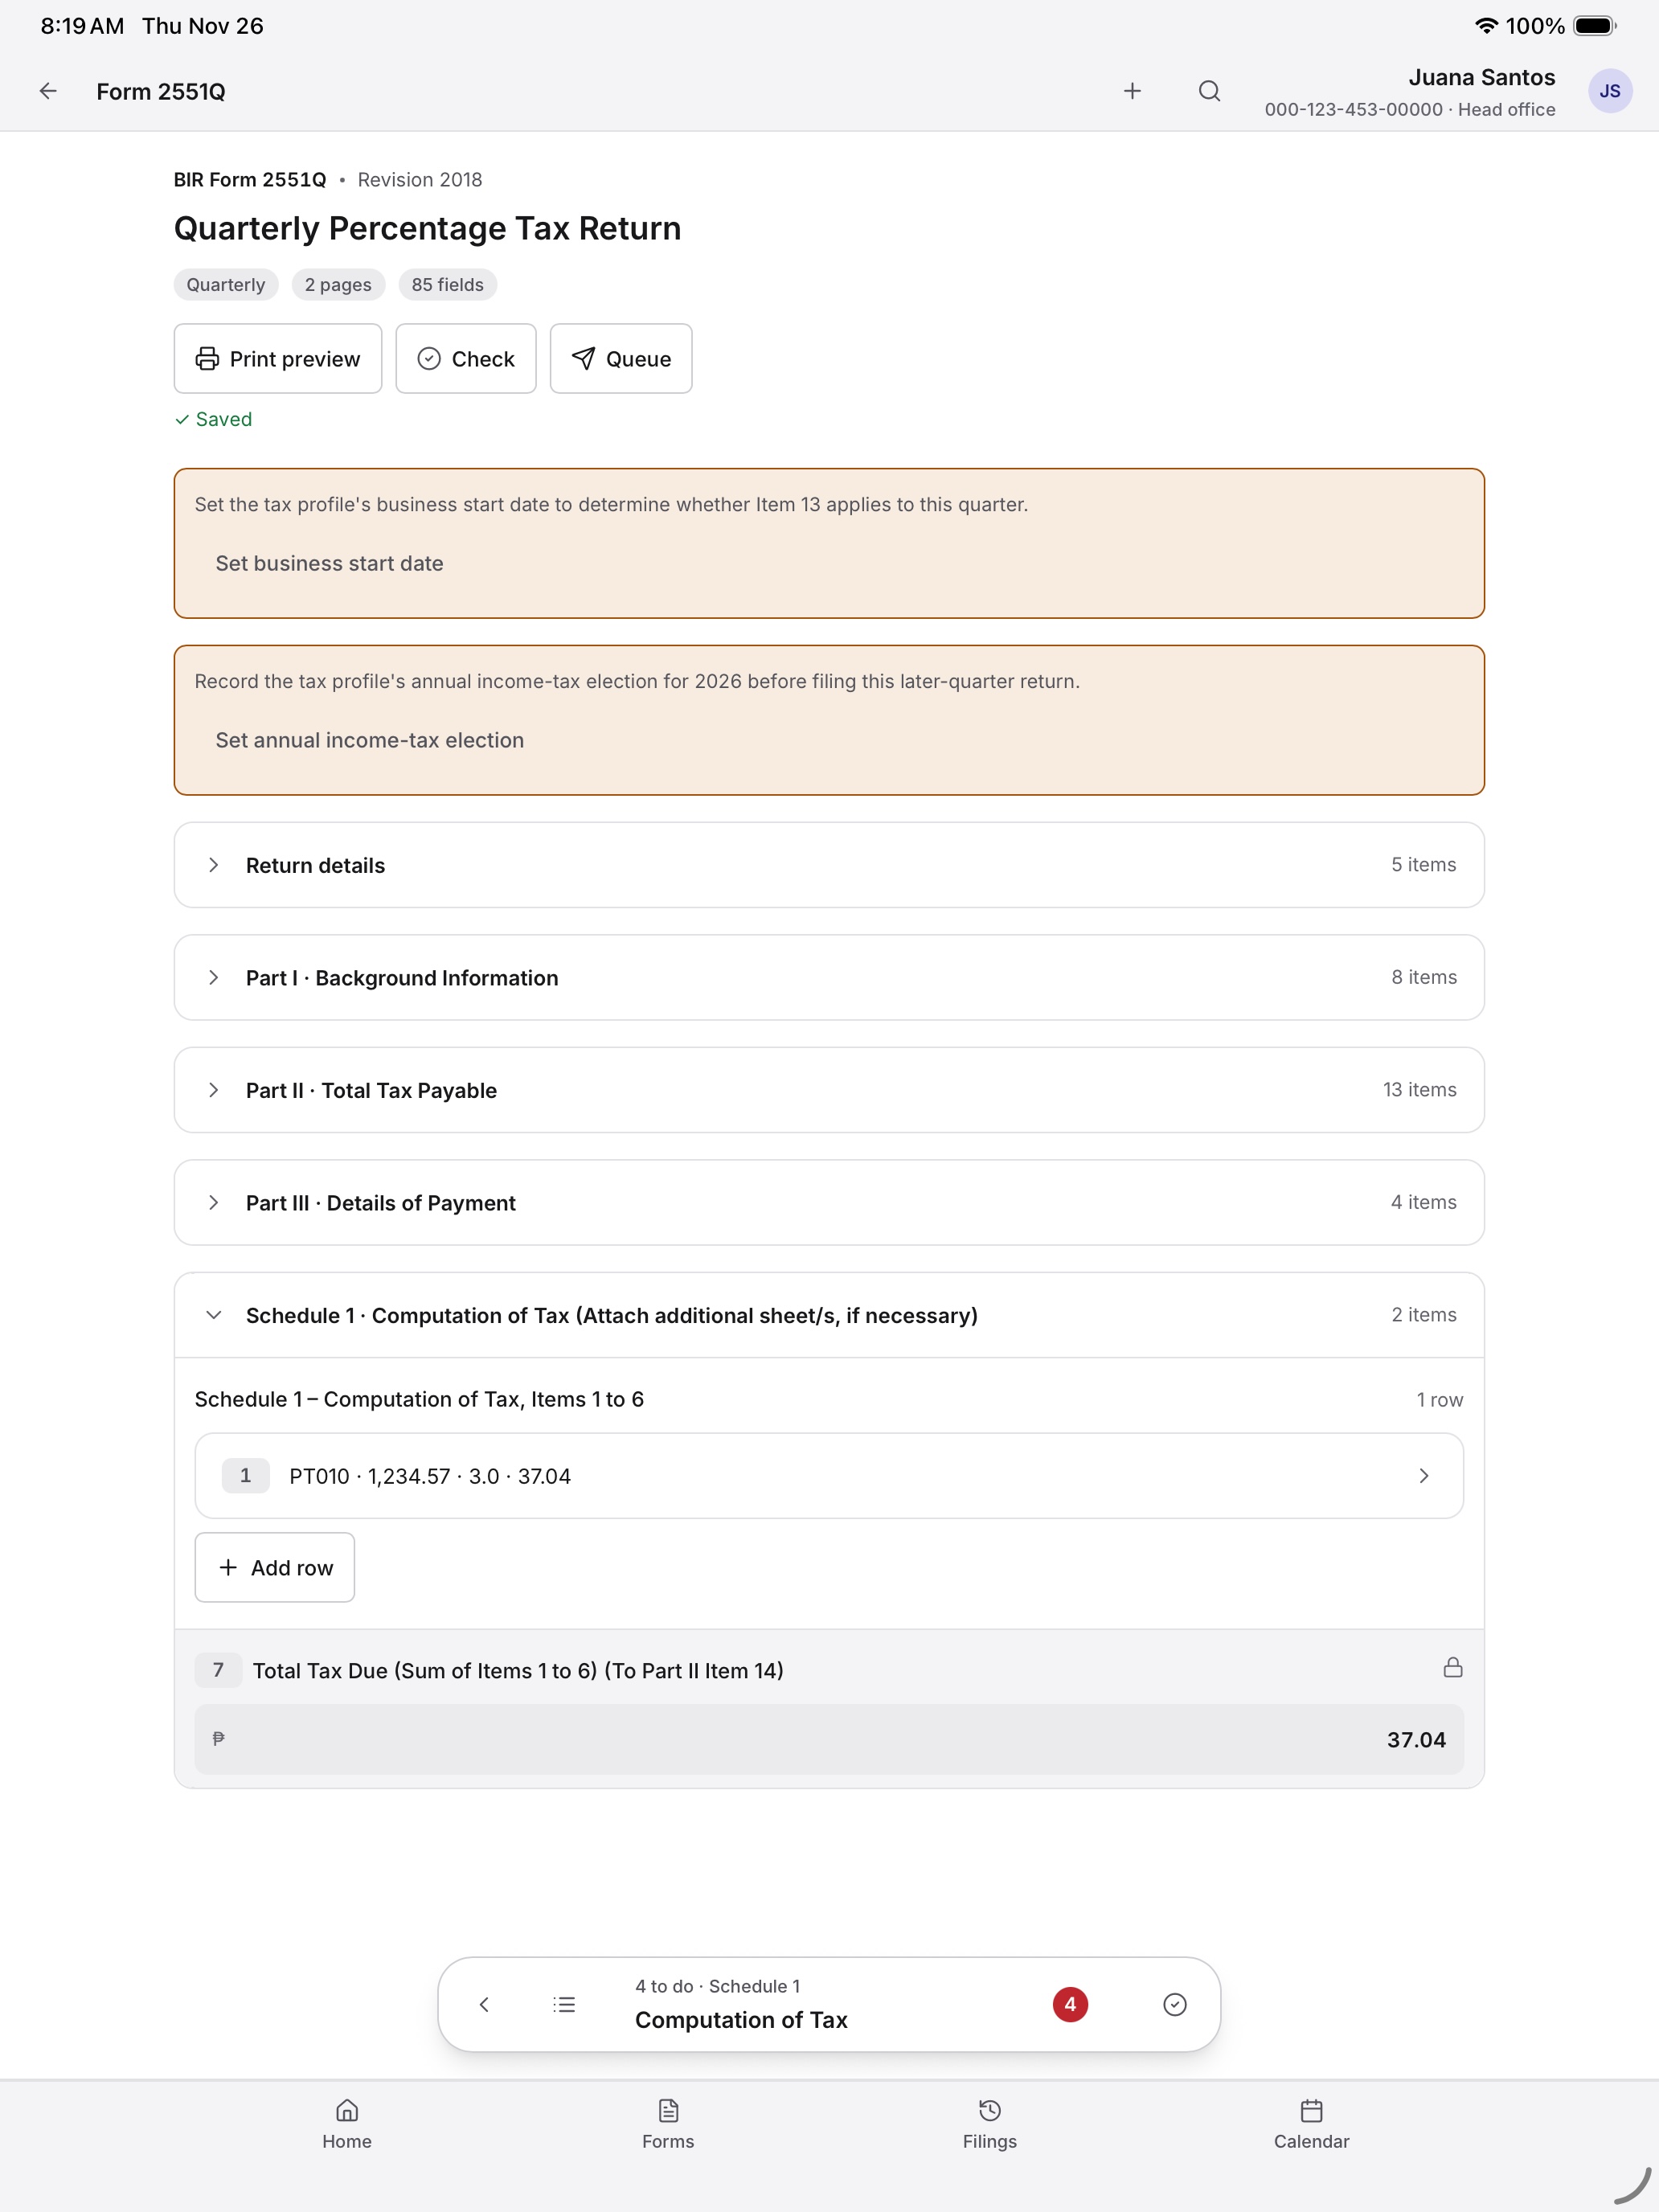 8:19 AM Thu Nov 26
100%
Form 2551Q
Juana Santos
000-123-453-00000 · Head office
JS
BIR Form 2551Q • Revision 2018
Quarterly Percentage Tax Return
Quarterly
2 pages
85 fields
Print preview
Check
Queue
Saved
Set the tax profile's business start date to determine whether Item 13 applies to this quarter.
Set business start date
Record the tax profile's annual income-tax election for 2026 before filing this later-quarter return.
Set annual income-tax election
Return details
5 items
Part I · Background Information
8 items
Part II · Total Tax Payable
13 items
Part III · Details of Payment
4 items
Schedule 1 · Computation of Tax (Attach additional sheet/s, if necessary)
2 items
Schedule 1 – Computation of Tax, Items 1 to 6
1 row
1 PT010 · 1,234.57 · 3.0 · 37.04
Add row
7 Total Tax Due (Sum of Items 1 to 6) (To Part II Item 14)
₱ 37.04
4 to do · Schedule 1
Computation of Tax
4
Home
Forms
Filings
Calendar